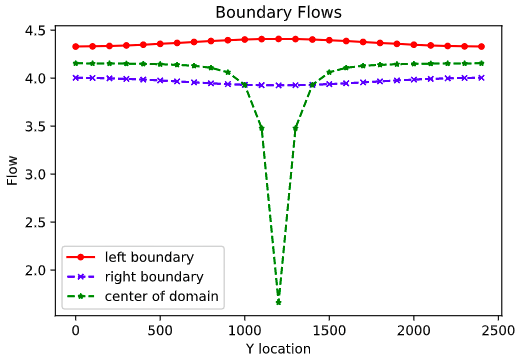 Boundary Flows
4.5
4.0
3.5
3.0
2.5
2.0
Flow
left boundary
right boundary
center of domain
0
500
1000
1500
2000
2500
Y location